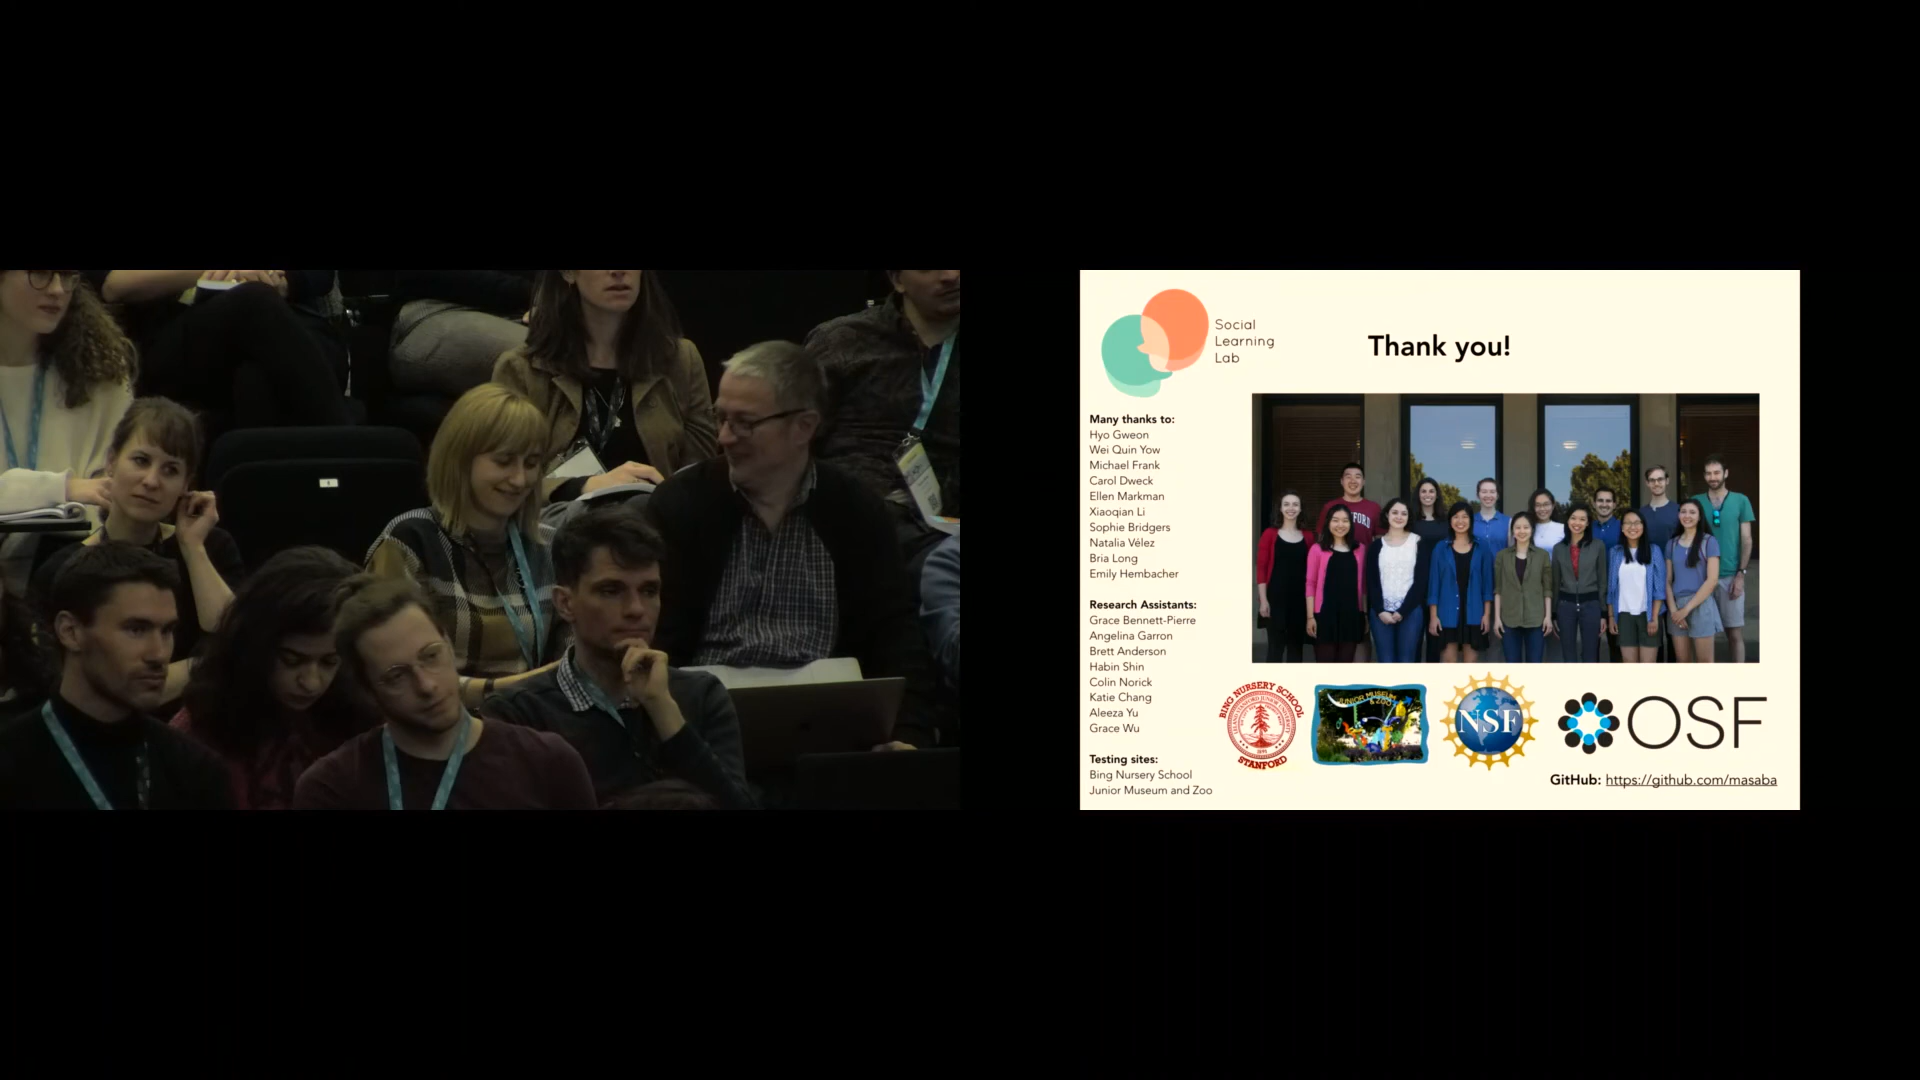 Social
Learning
Lab
Thank you!
Many thanks to:
Hyo Gweon
Wei Quin Yow
Michael Frank
Carol Dweck
Ellen Markman
Xiaoqian Li
Sophie Bridgers
Natalia Vélez
Bria Long
Emily Hembacher
Research Assistants:
Grace Bennett-Pierre
Angelina Garron
Brett Anderson
Habin Shin
Colin Norick
Katie Chang
Aleeza Yu
Grace Wu
Testing sites:
Bing Nursery School
Junior Museum and Zoo
BING NURSERY SCHOOL
STANFORD
JUNIOR MUSEUM
& ZOO
NSF
OSF
GitHub: https://github.com/masaba